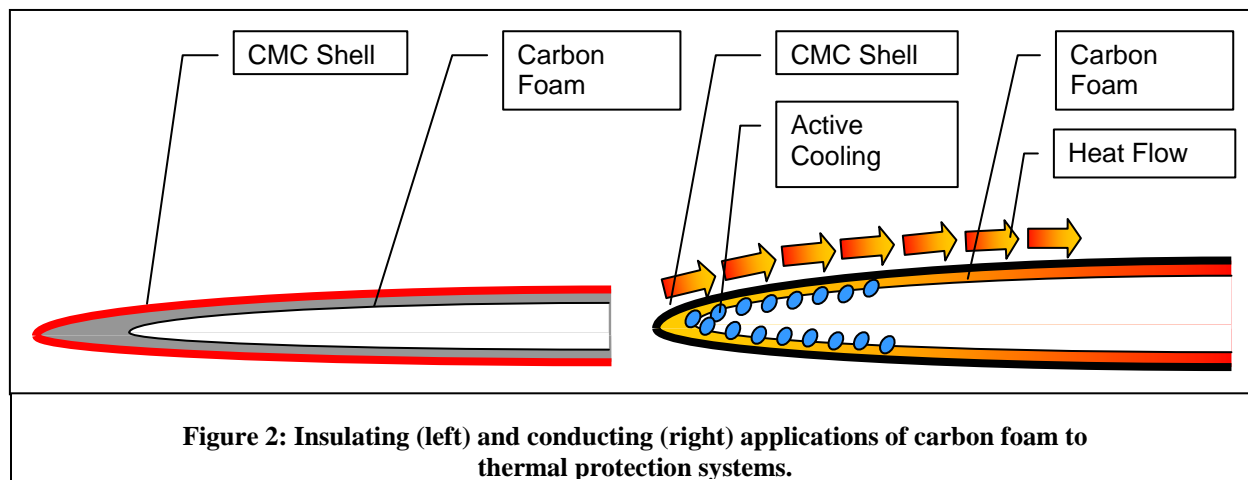 CMC Shell
Carbon
Foam
CMC Shell
Carbon
Foam
Active
Cooling
Heat Flow
Figure 2: Insulating (left) and conducting (right) applications of carbon foam to
thermal protection systems.